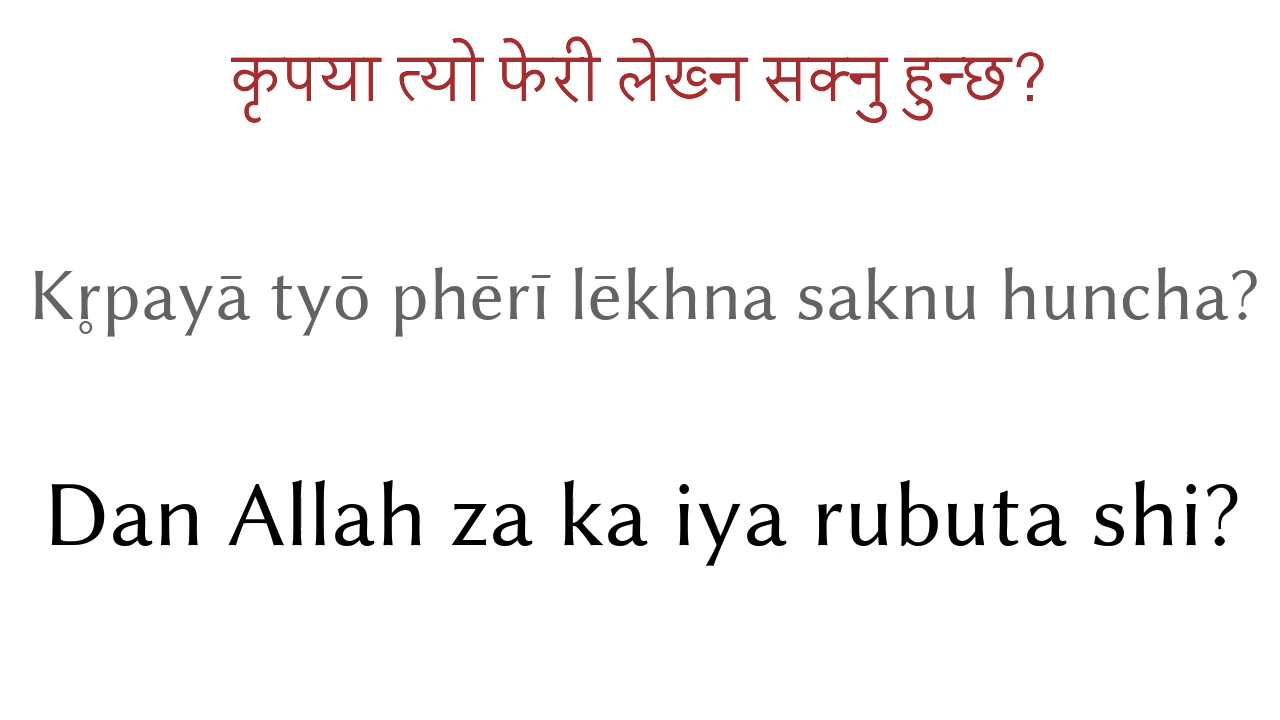 कृपया त्यो फेरी लेख्न सक्नु हुन्छ?
Kr̥payā tyō phērī lēkhna saknu huncha?
Dan Allah za ka iya rubuta shi?